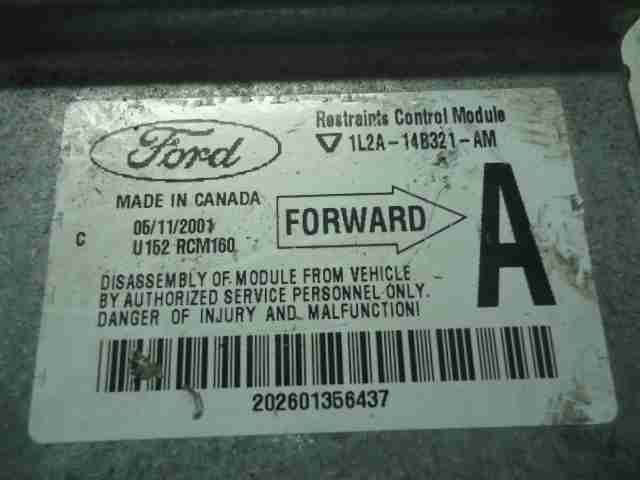 Ford
Restraints Control Module
1L2A-14B321-AM
MADE IN CANADA
05/11/2001
C
U152 RCM160
FORWARD
A
DISASSEMBLY OF MODULE FROM VEHICLE
BY AUTHORIZED SERVICE PERSONNEL ONLY.
DANGER OF INJURY AND MALFUNCTION!
202601356437